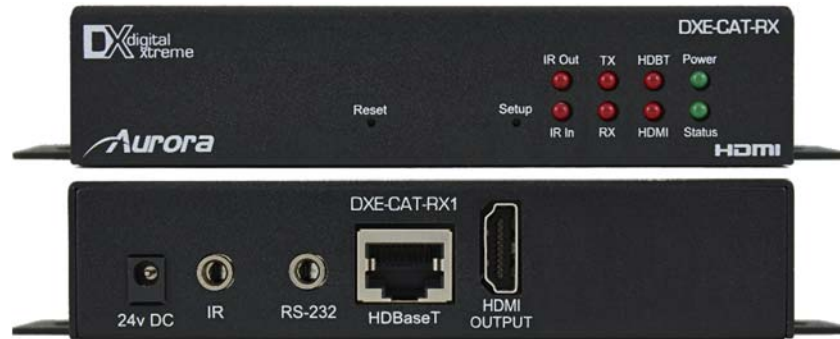 DX digital
xtreme
DXE-CAT-RX
IR Out TX HDBT Power
Reset
Setup
IR In RX HDMI Status
Aurora
HDMI
DXE-CAT-RX1
24v DC
IR
RS-232
HDBaseT
HDMI
OUTPUT